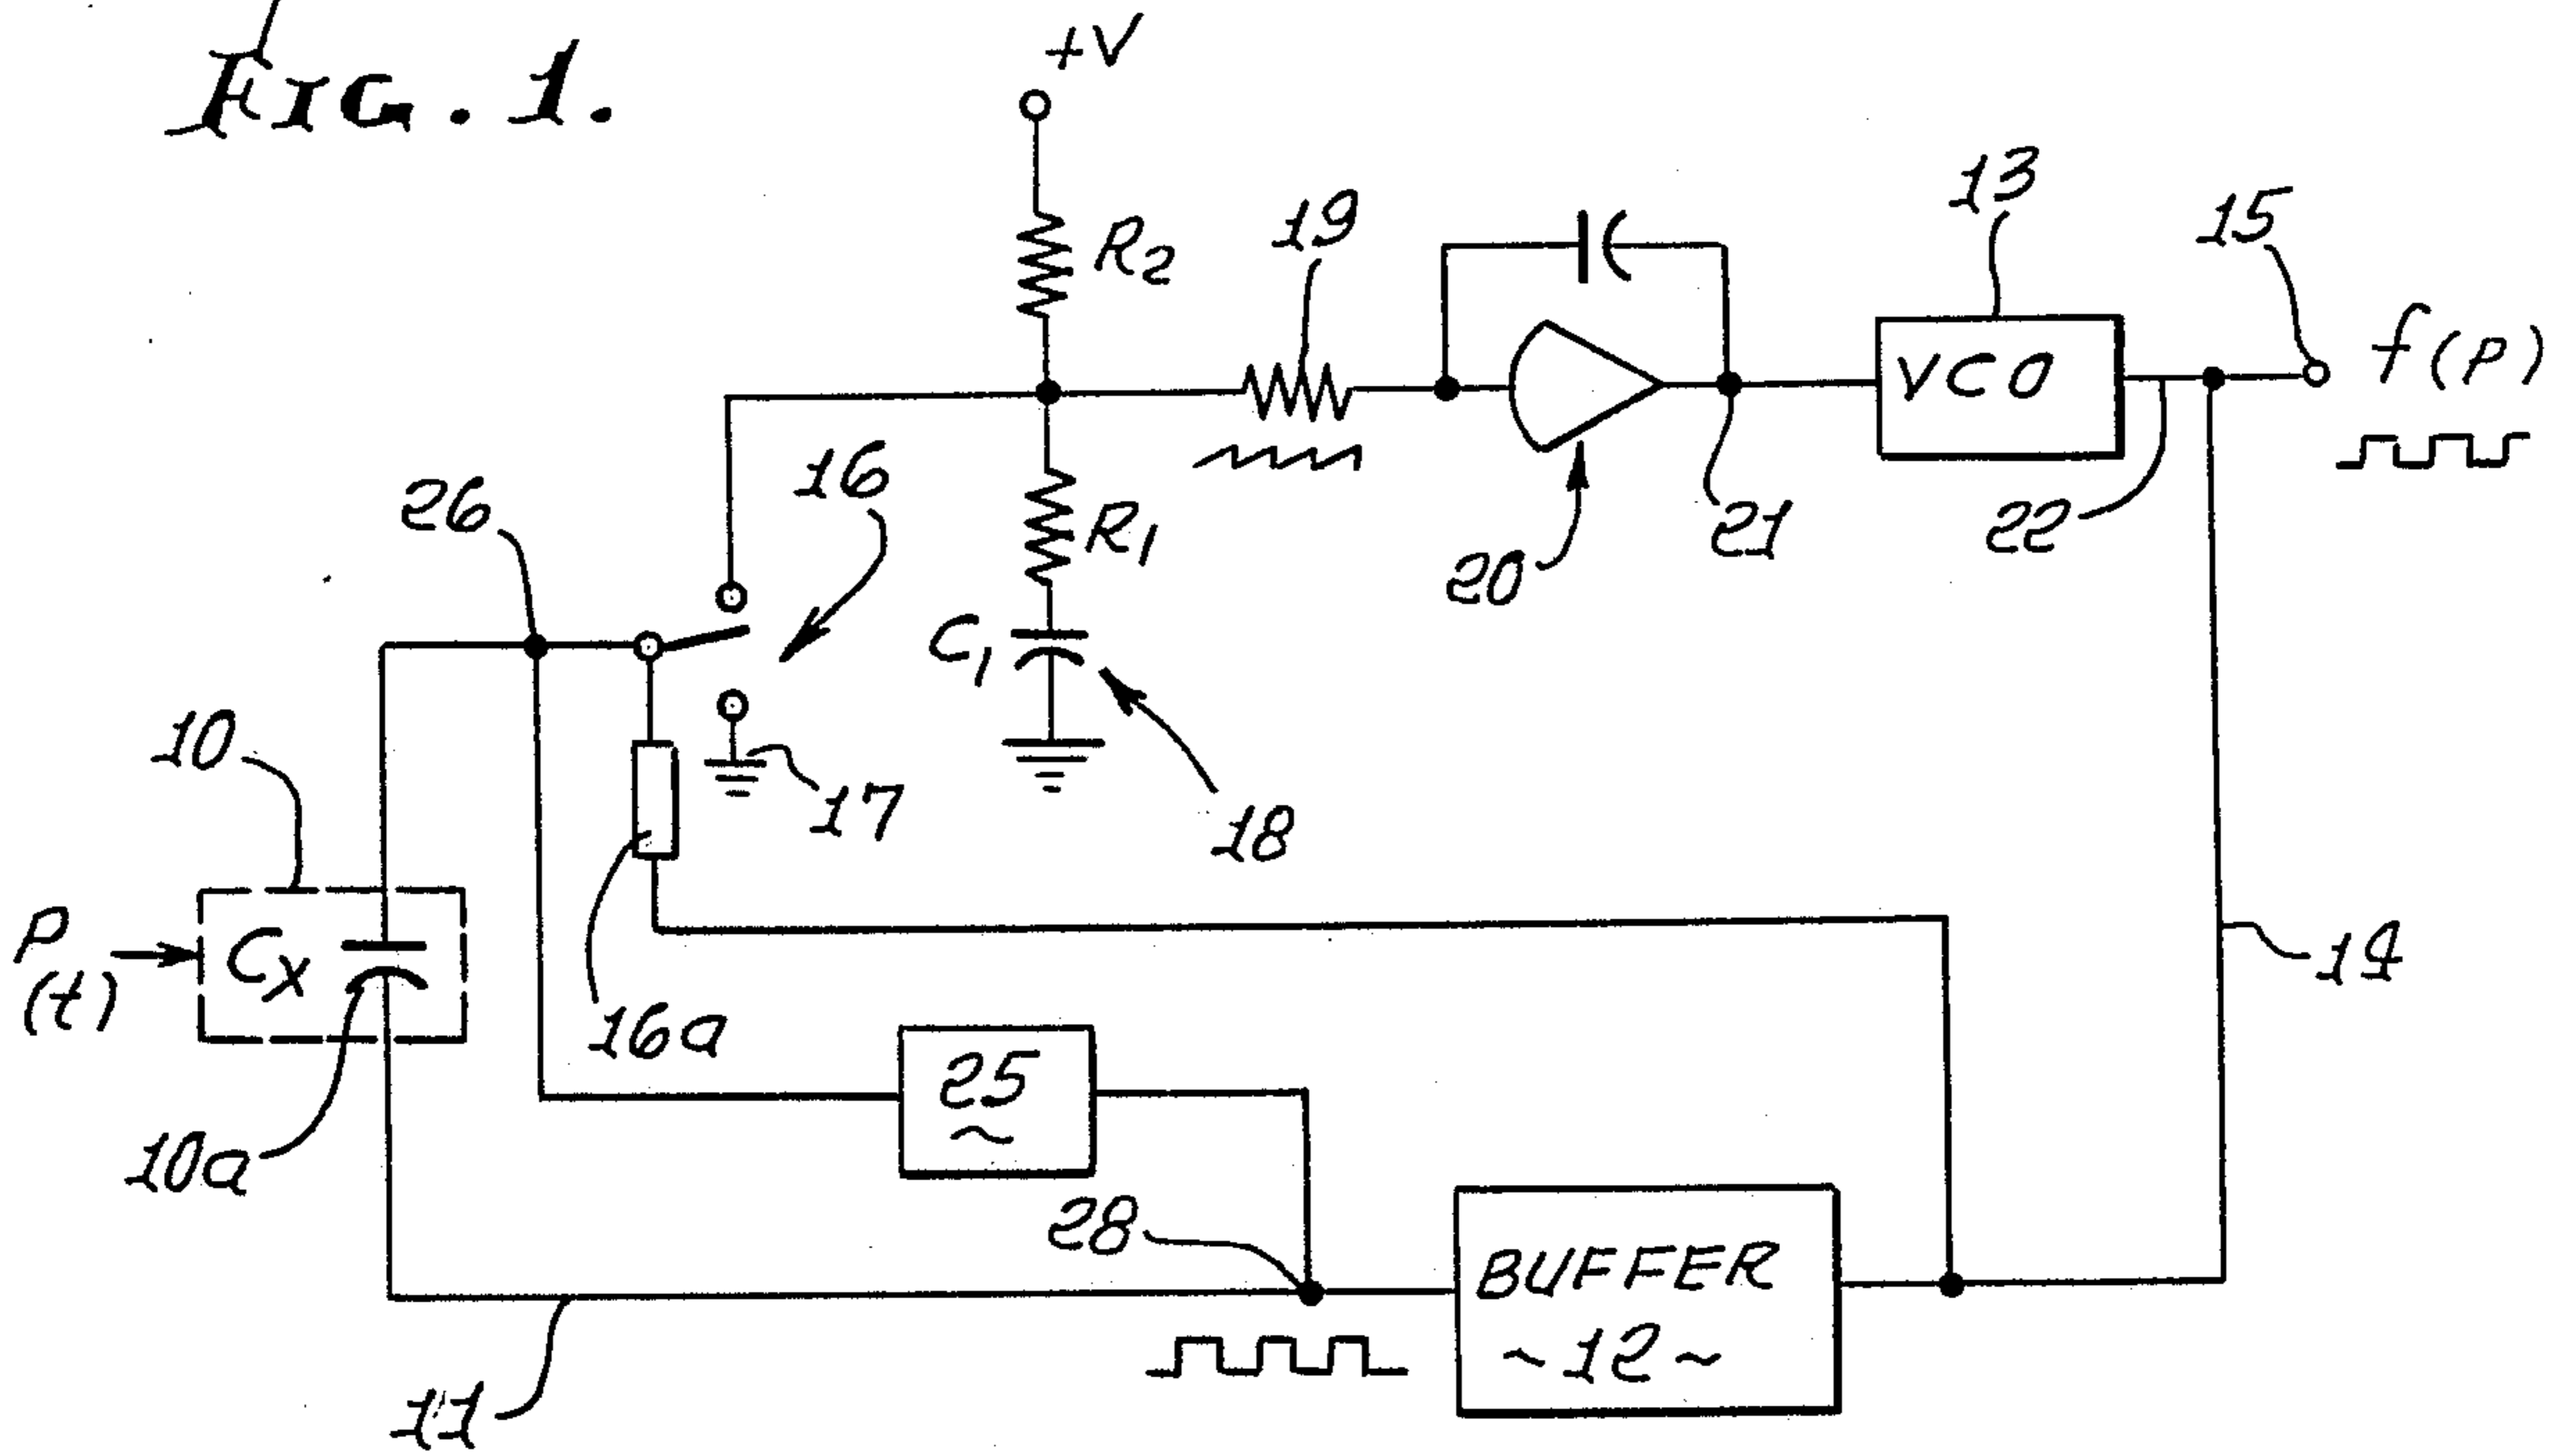 FIG. 1.
+V
R2
19
13
15
VCO
f(P)
16
26
R1
20
21
22
C1
10
17
18
P
(t)
Cx
16a
14
25
~
10a
28
BUFFER
~12~
11